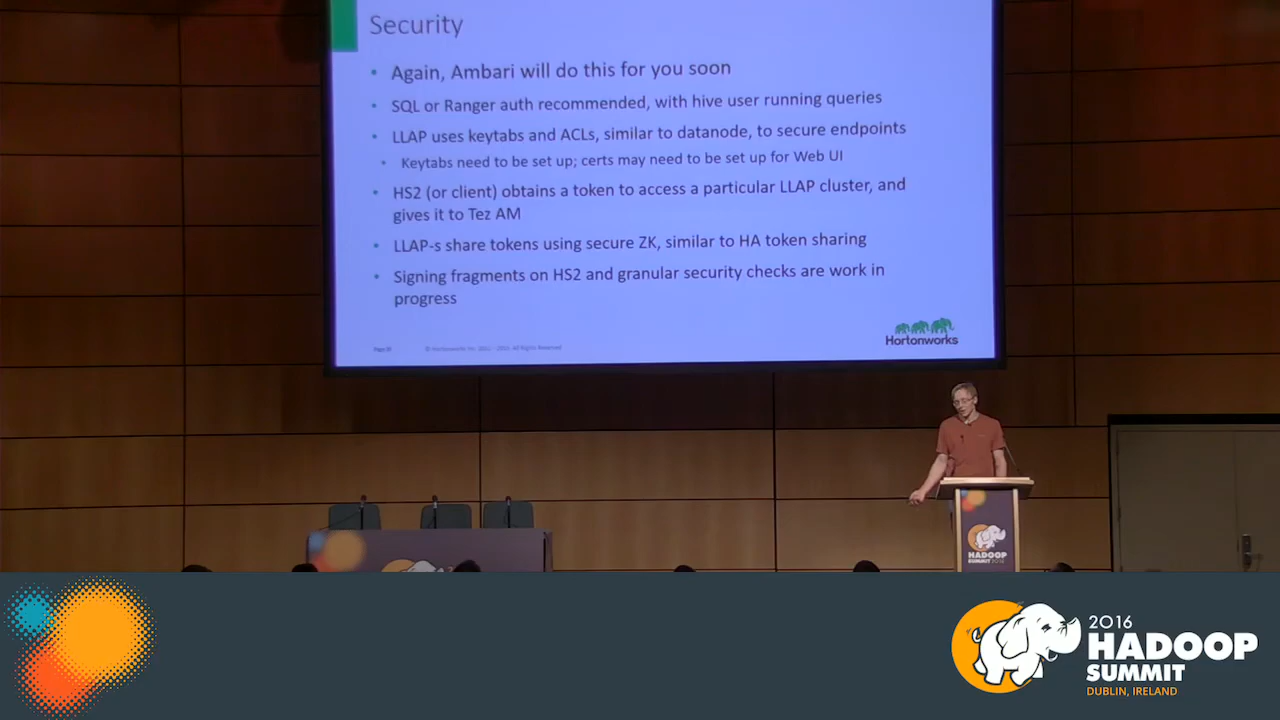 Security
Again, Ambari will do this for you soon
SQL or Ranger auth recommended, with hive user running queries
LLAP uses keytabs and ACLs, similar to datanode, to secure endpoints
Keytabs need to be set up; certs may need to be set up for Web UI
HS2 (or client) obtains a token to access a particular LLAP cluster, and
gives it to Tez AM
LLAP-s share tokens using secure ZK, similar to HA token sharing
Signing fragments on HS2 and granular security checks are work in
progress
Hortonworks
HADOOP
SUMMIT
2016
HADOOP
SUMMIT
DUBLIN, IRELAND